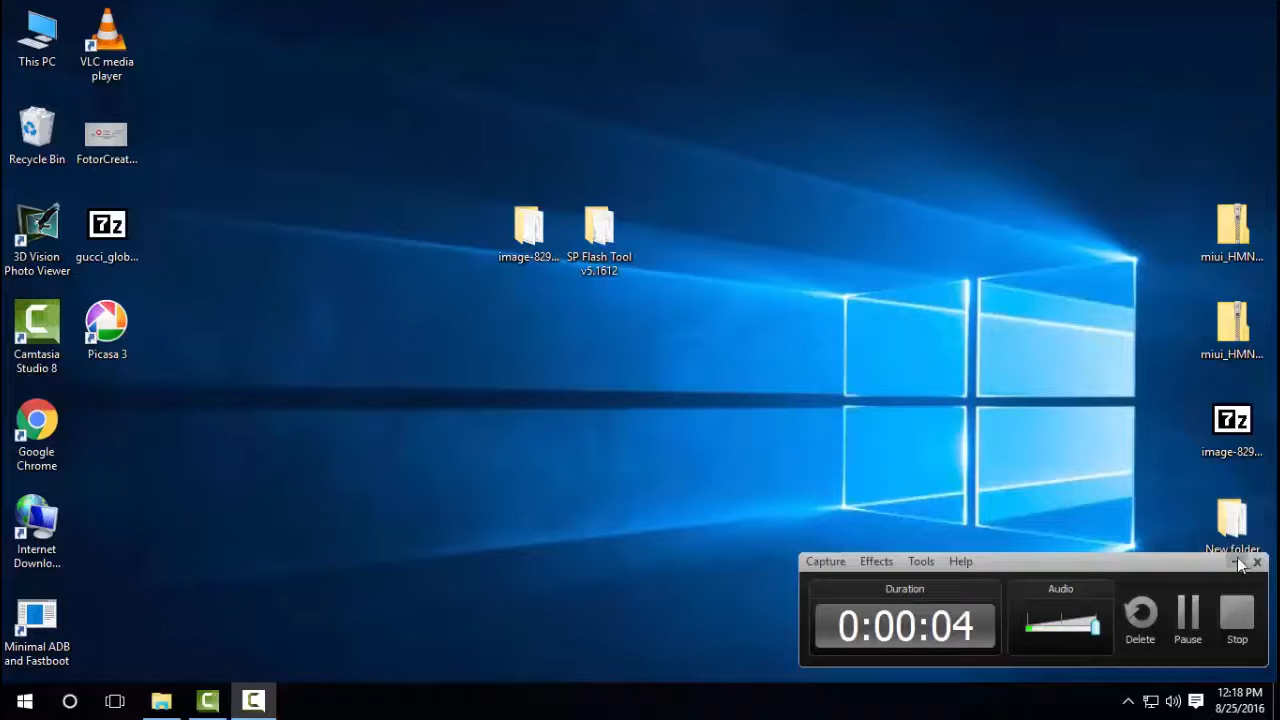 This PC
VLC media
player
Recycle Bin
FotorCreat...
3D Vision
Photo Viewer
7z
gucci_glob...
Camtasia
Studio 8
Picasa 3
Google
Chrome
Internet
Downlo...
Minimal ADB
and Fastboot
image-829...
SP Flash Tool
v5.1612
miui_HMN...
miui_HMN...
7z
image-829...
New folder
Capture Effects Tools Help
Duration
0:00:04
Audio
Delete
Pause
Stop
12:18 PM
8/25/2016